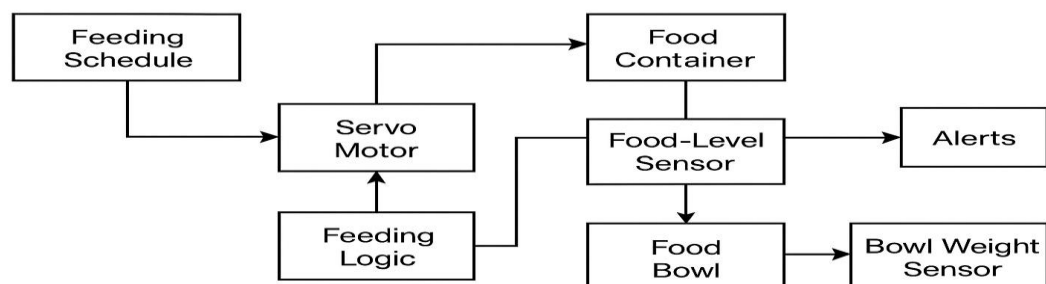 Feeding
Schedule
Food
Container
Servo
Motor
Food-Level
Sensor
Alerts
Feeding
Logic
Food
Bowl
Bowl Weight
Sensor